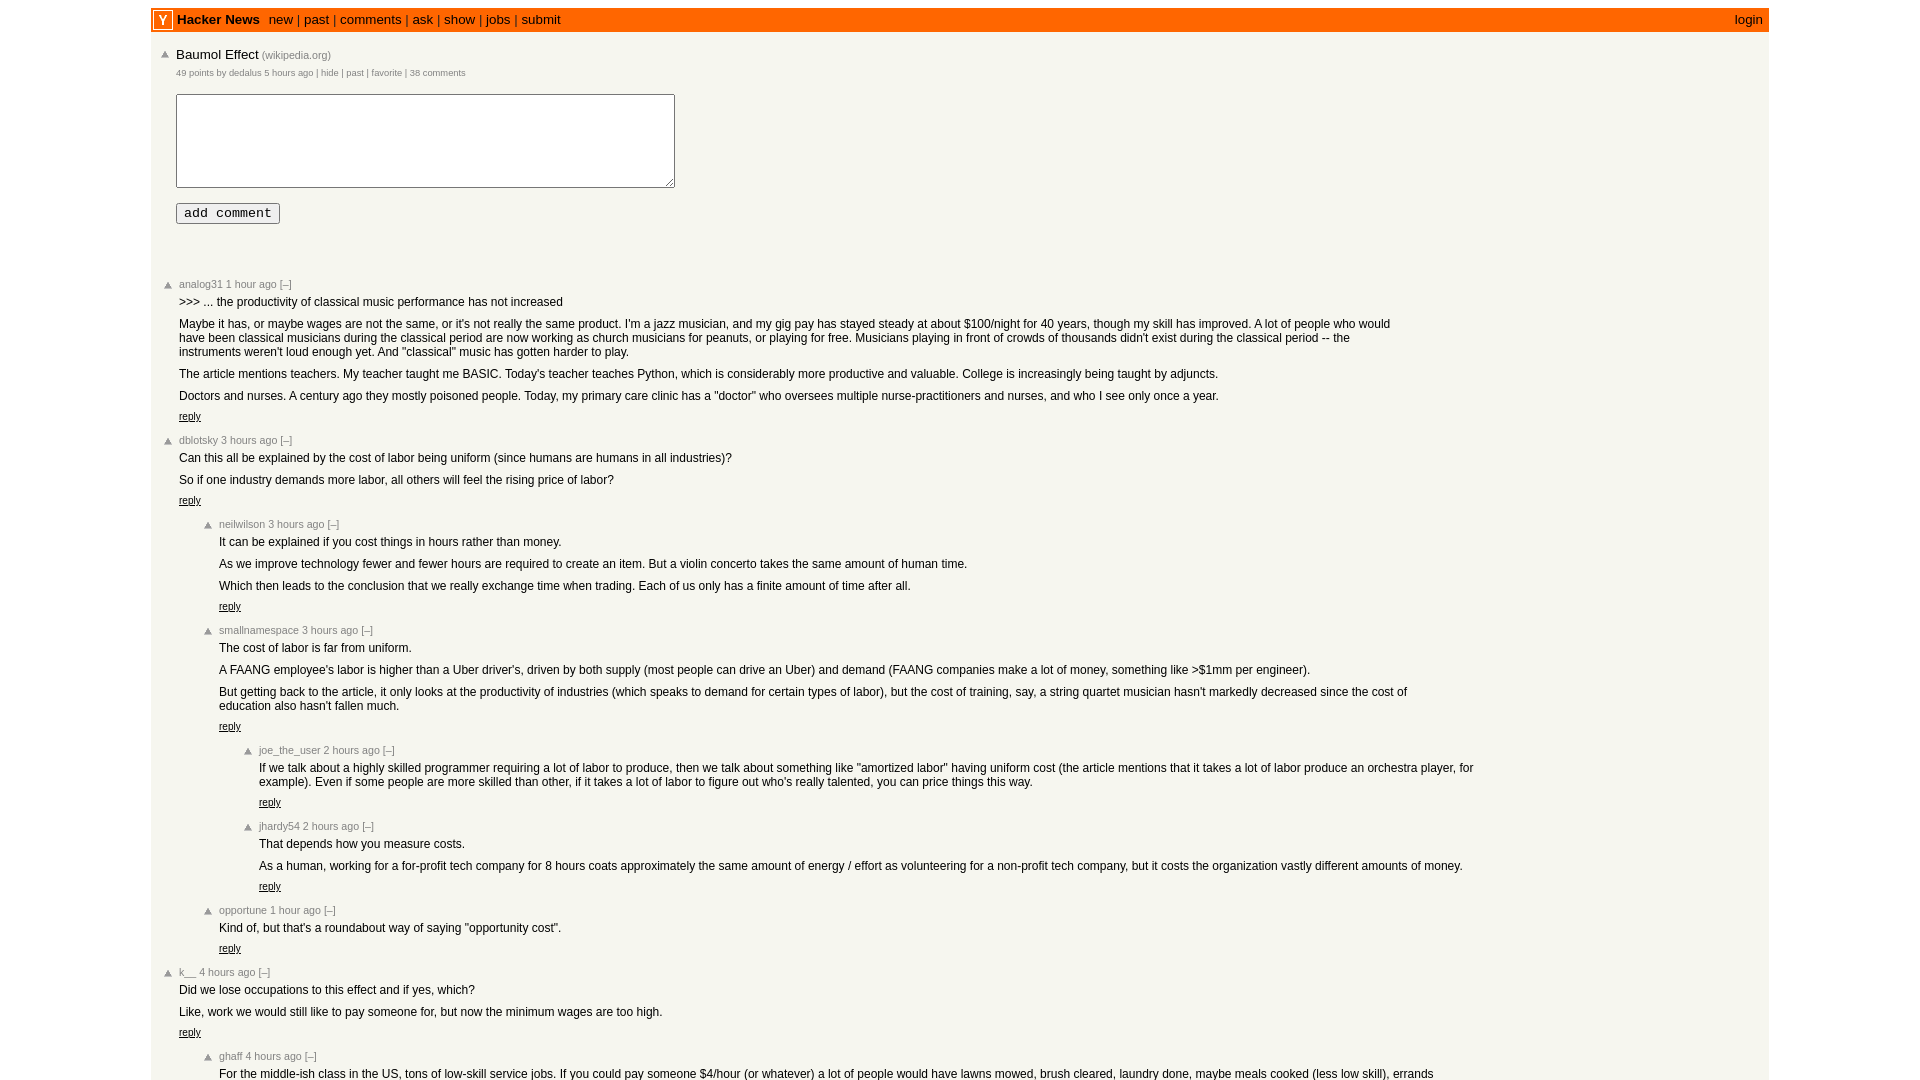 Y Hacker News new | past | comments | ask | show | jobs | submit login
Baumol Effect (wikipedia.org)
49 points by dedalus 5 hours ago | hide | past | favorite | 38 comments
add comment
analog31 1 hour ago [–]
>>> ... the productivity of classical music performance has not increased
Maybe it has, or maybe wages are not the same, or it's not really the same product. I'm a jazz musician, and my gig pay has stayed steady at about $100/night for 40 years, though my skill has improved. A lot of people who would
have been classical musicians during the classical period are now working as church musicians for peanuts, or playing for free. Musicians playing in front of crowds of thousands didn't exist during the classical period -- the
instruments weren't loud enough yet. And "classical" music has gotten harder to play.
The article mentions teachers. My teacher taught me BASIC. Today's teacher teaches Python, which is considerably more productive and valuable. College is increasingly being taught by adjuncts.
Doctors and nurses. A century ago they mostly poisoned people. Today, my primary care clinic has a "doctor" who oversees multiple nurse-practitioners and nurses, and who I see only once a year.
reply
dblotsky 3 hours ago [–]
Can this all be explained by the cost of labor being uniform (since humans are humans in all industries)?
So if one industry demands more labor, all others will feel the rising price of labor?
reply
neilwilson 3 hours ago [–]
It can be explained if you cost things in hours rather than money.
As we improve technology fewer and fewer hours are required to create an item. But a violin concerto takes the same amount of human time.
Which then leads to the conclusion that we really exchange time when trading. Each of us only has a finite amount of time after all.
reply
smallnamespace 3 hours ago [–]
The cost of labor is far from uniform.
A FAANG employee's labor is higher than a Uber driver's, driven by both supply (most people can drive an Uber) and demand (FAANG companies make a lot of money, something like >$1mm per engineer).
But getting back to the article, it only looks at the productivity of industries (which speaks to demand for certain types of labor), but the cost of training, say, a string quartet musician hasn't markedly decreased since the cost of
education also hasn't fallen much.
reply
joe_the_user 2 hours ago [–]
If we talk about a highly skilled programmer requiring a lot of labor to produce, then we talk about something like "amortized labor" having uniform cost (the article mentions that it takes a lot of labor produce an orchestra player, for
example). Even if some people are more skilled than other, if it takes a lot of labor to figure out who's really talented, you can price things this way.
reply
jhardy54 2 hours ago [–]
That depends how you measure costs.
As a human, working for a for-profit tech company for 8 hours coats approximately the same amount of energy / effort as volunteering for a non-profit tech company, but it costs the organization vastly different amounts of money.
reply
opportune 1 hour ago [–]
Kind of, but that's a roundabout way of saying "opportunity cost".
reply
k__ 4 hours ago [–]
Did we lose occupations to this effect and if yes, which?
Like, work we would still like to pay someone for, but now the minimum wages are too high.
reply
ghaff 4 hours ago [–]
For the middle-ish class in the US, tons of low-skill service jobs. If you could pay someone $4/hour (or whatever) a lot of people would have lawns mowed, brush cleared, laundry done, maybe meals cooked (less low skill), errands